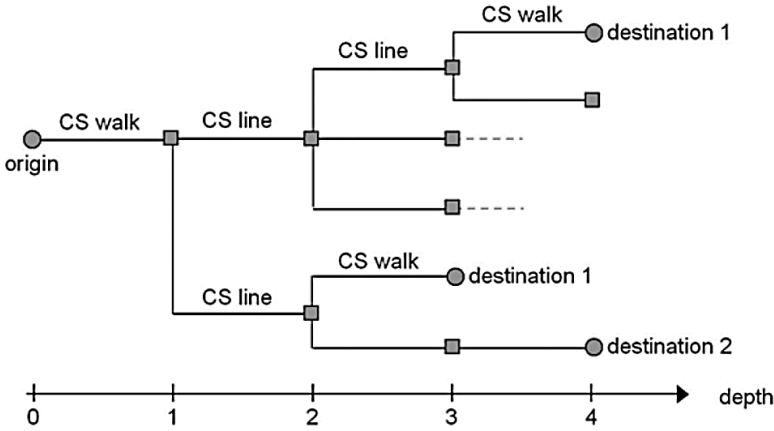 CS walk
destination 1
CS line
CS walk
CS line
origin
CS walk
destination 1
CS line
destination 2
depth
0 1 2 3 4